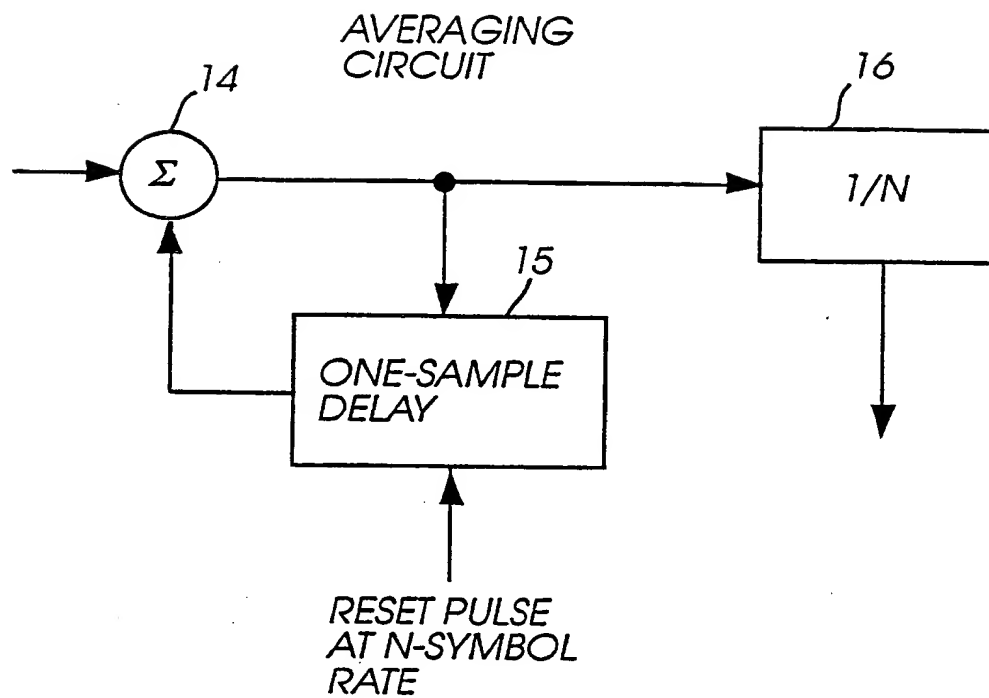 AVERAGING
CIRCUIT
14
16
Σ
1/N
15
ONE-SAMPLE
DELAY
RESET PULSE
AT N-SYMBOL
RATE